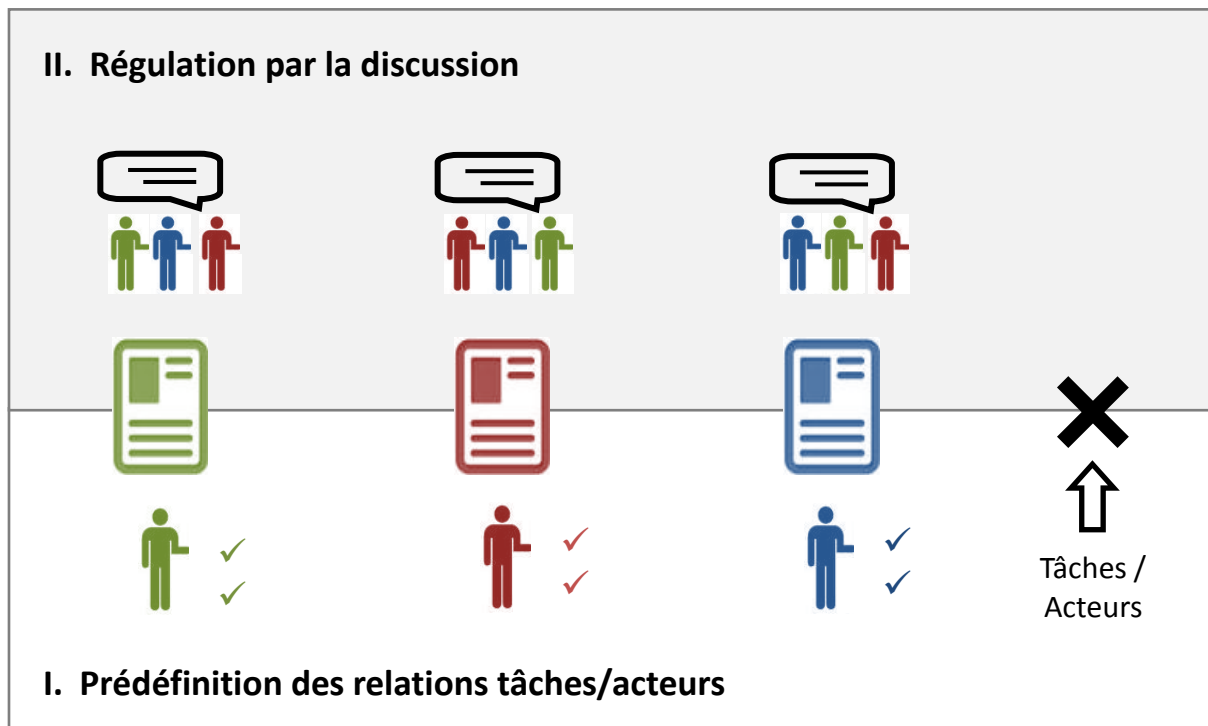 II. Régulation par la discussion
Tâches /
Acteurs
I. Prédéfinition des relations tâches/acteurs